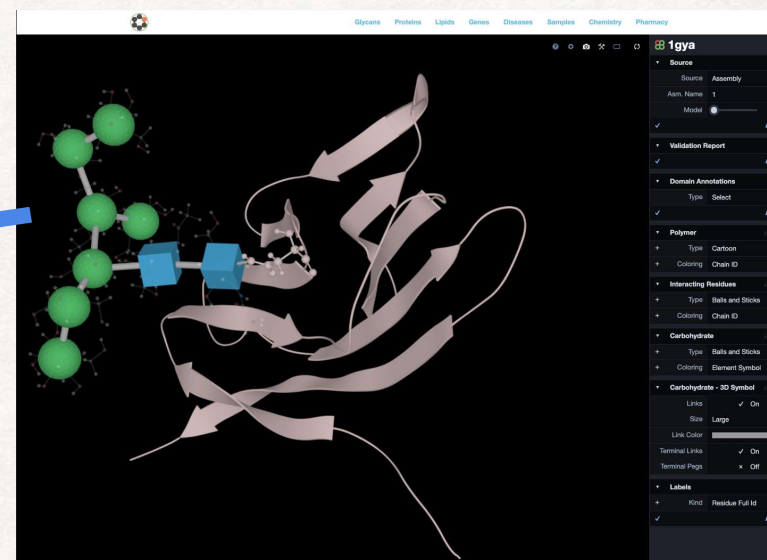 Glycans Proteins Lipids Genes Diseases Samples Chemistry Pharmacy
1gya
Source
Source Assembly
Asm. Name 1
Model
Validation Report
Domain Annotations
Type Select
Polymer
+ Type Cartoon
+ Coloring Chain ID
Interacting Residues
+ Type Balls and Sticks
+ Coloring Chain ID
Carbohydrate
+ Type Balls and Sticks
+ Coloring Element Symbol
Carbohydrate - 3D Symbol
Links ✓ On
Size Large
Link Color
Terminal Links ✓ On
Terminal Pegs × Off
Labels
+ Kind Residue Full Id